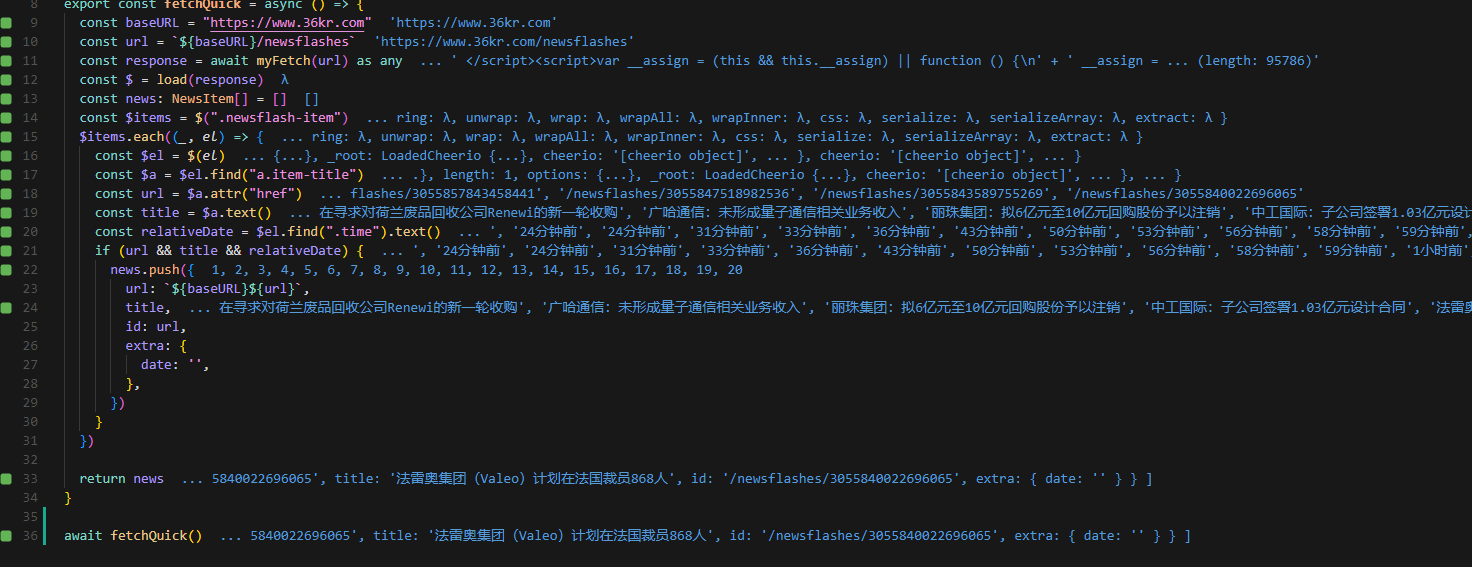 8 export const fetchQuick = async () => {
9 const baseURL = "https://www.36kr.com" 'https://www.36kr.com'
10 const url = `${baseURL}/newsflashes` 'https://www.36kr.com/newsflashes'
11 const response = await myFetch(url) as any ... ' </script><script>var __assign = (this && this.__assign) || function () {\n' + ' __assign = ... (length: 95786)'
12 const $ = load(response) λ
13 const news: NewsItem[] = [] []
14 const $items = $(".newsflash-item") ... ring: λ, unwrap: λ, wrap: λ, wrapAll: λ, wrapInner: λ, css: λ, serialize: λ, serializeArray: λ, extract: λ }
15 $items.each((_, el) => { ... ring: λ, unwrap: λ, wrap: λ, wrapAll: λ, wrapInner: λ, css: λ, serialize: λ, serializeArray: λ, extract: λ }
16 const $el = $(el) ... {...}, _root: LoadedCheerio {...}, cheerio: '[cheerio object]', ... }, cheerio: '[cheerio object]', ... }
17 const $a = $el.find("a.item-title") ... .}, length: 1, options: {...}, _root: LoadedCheerio {...}, cheerio: '[cheerio object]', ... }, ... }
18 const url = $a.attr("href") ... flashes/3055857843458441', '/newsflashes/3055847518982536', '/newsflashes/3055843589755269', '/newsflashes/3055840022696065'
19 const title = $a.text() ... 在寻求对荷兰废品回收公司Renewi的新一轮收购', '广哈通信：未形成量子通信相关业务收入', '丽珠集团：拟6亿元至10亿元回购股份予以注销', '中工国际：子公司签署1.03亿元设计
20 const relativeDate = $el.find(".time").text() ... ', '24分钟前', '24分钟前', '31分钟前', '33分钟前', '36分钟前', '43分钟前', '50分钟前', '53分钟前', '56分钟前', '58分钟前', '59分钟前',
21 if (url && title && relativeDate) { ... ', '24分钟前', '24分钟前', '31分钟前', '33分钟前', '36分钟前', '43分钟前', '50分钟前', '53分钟前', '56分钟前', '58分钟前', '59分钟前', '1小时前'
22 news.push({ 1, 2, 3, 4, 5, 6, 7, 8, 9, 10, 11, 12, 13, 14, 15, 16, 17, 18, 19, 20
23 url: `${baseURL}${url}`,
24 title, ... 在寻求对荷兰废品回收公司Renewi的新一轮收购', '广哈通信：未形成量子通信相关业务收入', '丽珠集团：拟6亿元至10亿元回购股份予以注销', '中工国际：子公司签署1.03亿元设计合同', '法雷奥
25 id: url,
26 extra: {
27 date: '',
28 },
29 })
30 }
31 })
32
33 return news ... 5840022696065', title: '法雷奥集团（Valeo）计划在法国裁员868人', id: '/newsflashes/3055840022696065', extra: { date: '' } } ]
34 }
35
36 await fetchQuick() ... 5840022696065', title: '法雷奥集团（Valeo）计划在法国裁员868人', id: '/newsflashes/3055840022696065', extra: { date: '' } } ]